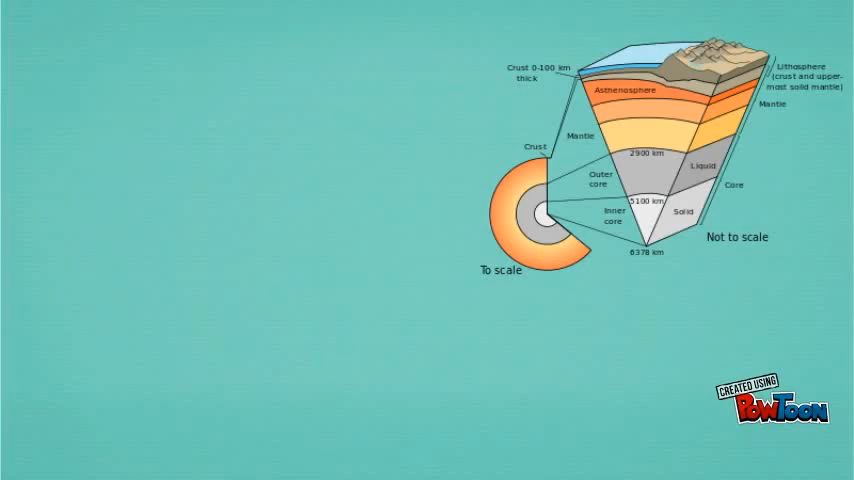 Crust 0-100 km
thick
Lithosphere
(crust and upper-
most solid mantle)
Asthenosphere
Mantle
Mantle
Crust
2900 km
Liquid
Outer
core
Core
5100 km
Inner
core
Solid
Not to scale
6378 km
To scale
CREATED USING
POWTOON